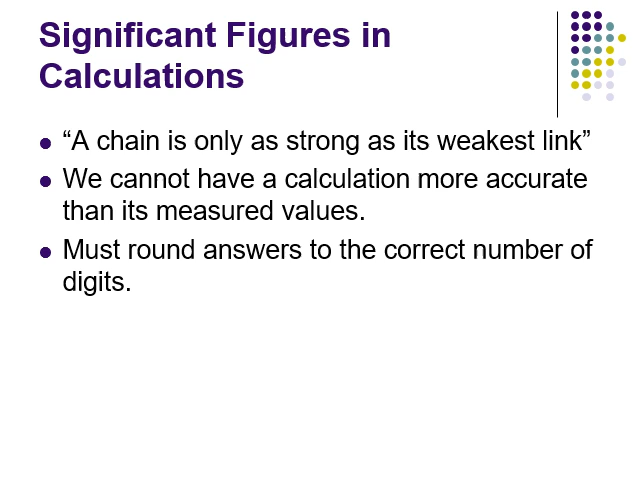 Significant Figures in
Calculations
“A chain is only as strong as its weakest link”
We cannot have a calculation more accurate
than its measured values.
Must round answers to the correct number of
digits.